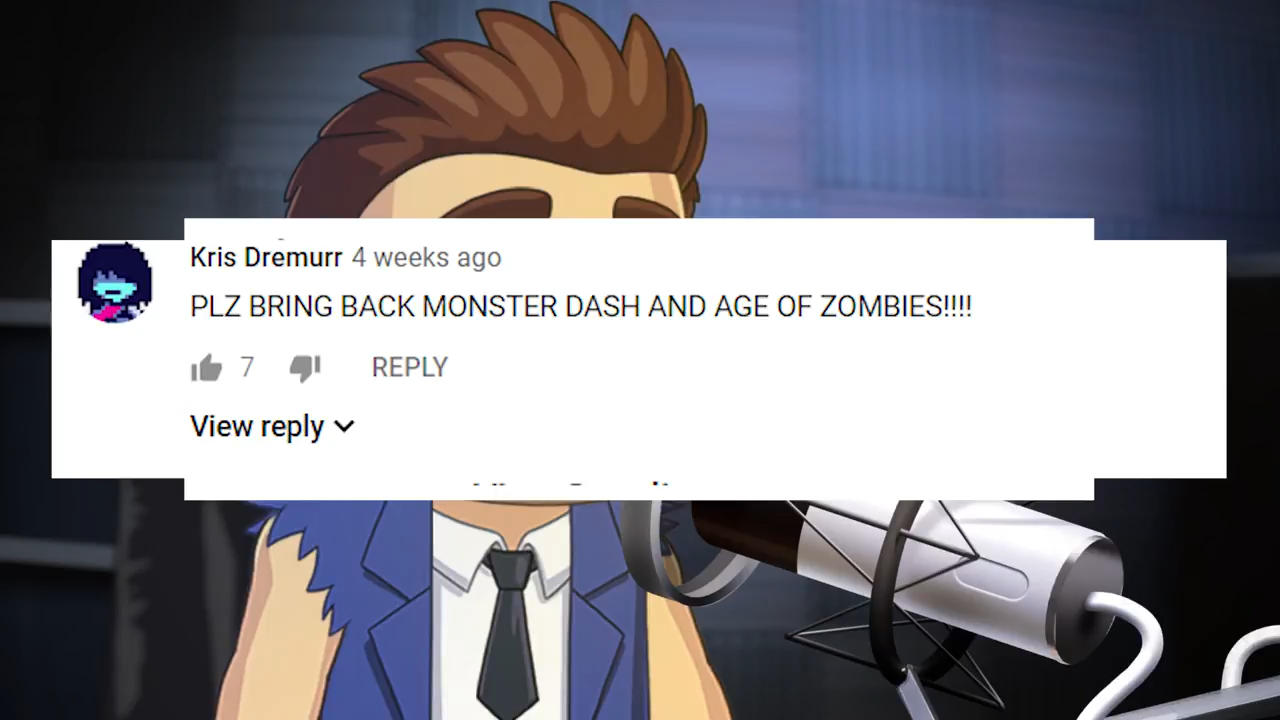 Kris Dremurr 4 weeks ago
PLZ BRING BACK MONSTER DASH AND AGE OF ZOMBIES!!!!
7 REPLY
View reply